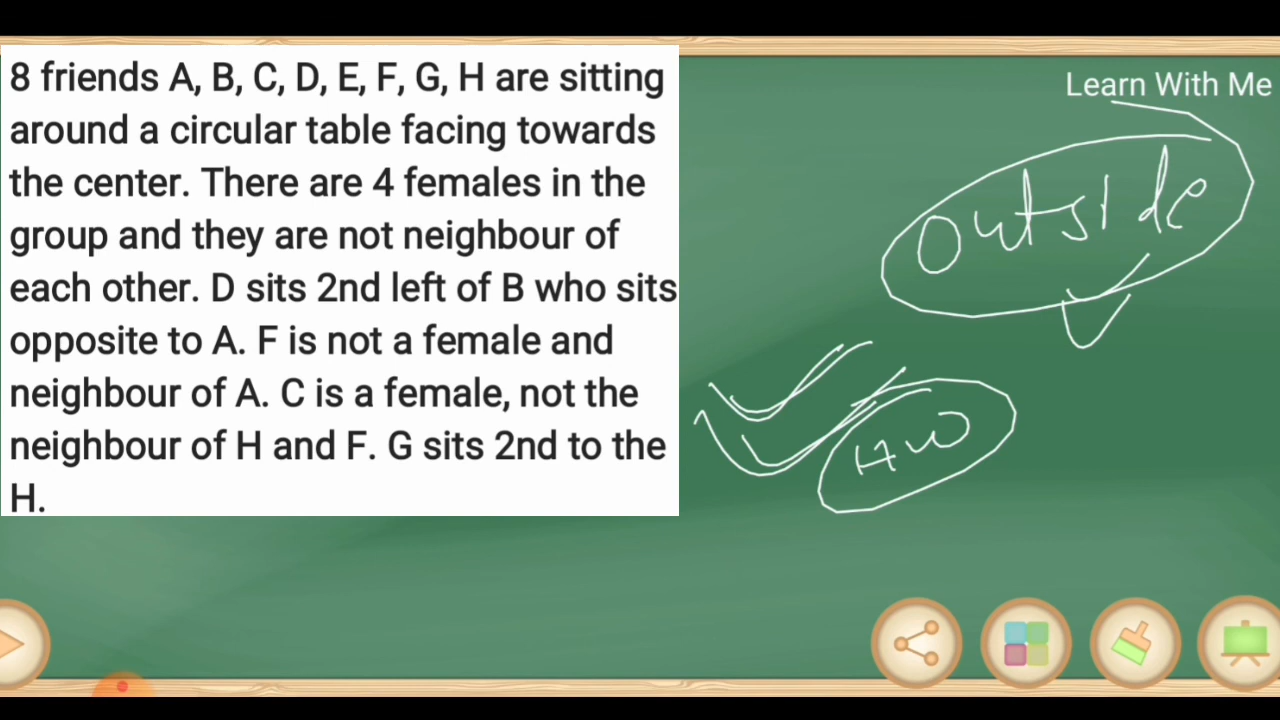 8 friends A, B, C, D, E, F, G, H are sitting
around a circular table facing towards
the center. There are 4 females in the
group and they are not neighbour of
each other. D sits 2nd left of B who sits
opposite to A. F is not a female and
neighbour of A. C is a female, not the
neighbour of H and F. G sits 2nd to the
H.
Learn With Me
outside
HW